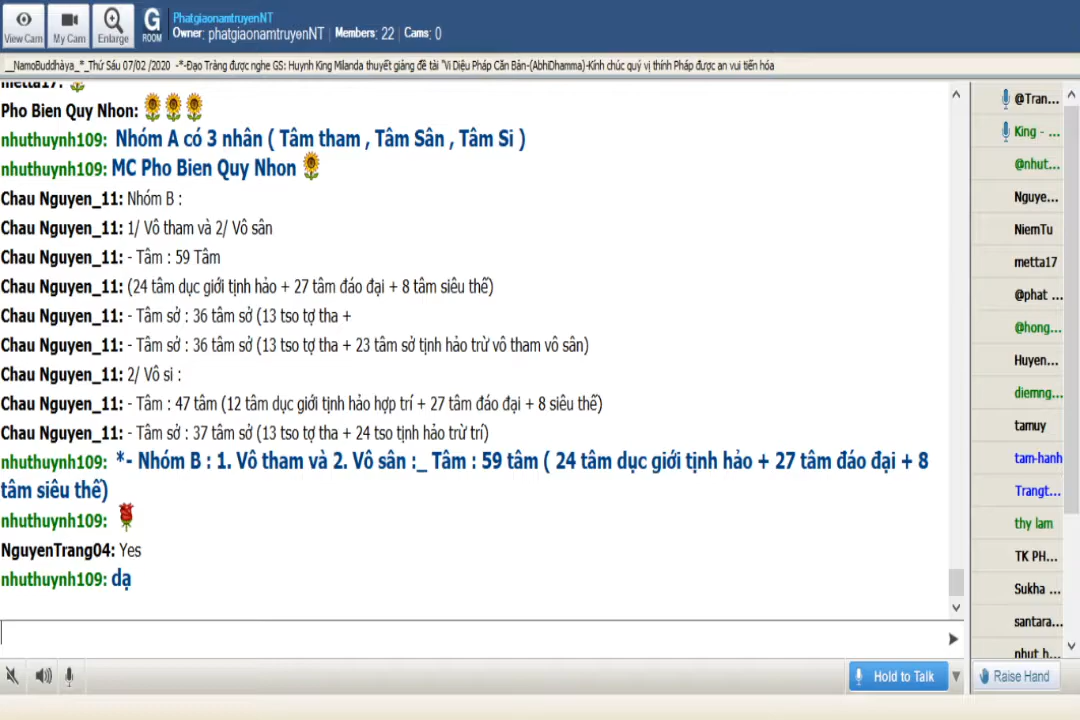 PhatgiaonamtruyenNT
Owner: phatgiaonamtruyenNT | Members: 22 | Cams: 0
View Cam My Cam Enlarge G ROOM
__NamoBuddhàya_*_Thứ Sáu 07/02 /2020 -*-Đạo Tràng được nghe GS: Huynh King Milanda thuyết giảng đề tài "Vi Diệu Pháp Căn Bản-(AbhiDhamma)-Kính chúc quý vị thính Pháp được an vui tiến hóa
metta17:
Pho Bien Quy Nhon:
nhuthuynh109: Nhóm A có 3 nhân ( Tâm tham , Tâm Sân , Tâm Si )
nhuthuynh109: MC Pho Bien Quy Nhon
Chau Nguyen_11: Nhóm B :
Chau Nguyen_11: 1/ Vô tham và 2/ Vô sân
Chau Nguyen_11: - Tâm : 59 Tâm
Chau Nguyen_11: (24 tâm dục giới tịnh hảo + 27 tâm đáo đại + 8 tâm siêu thế)
Chau Nguyen_11: - Tâm sở : 36 tâm sở (13 tso tợ tha +
Chau Nguyen_11: - Tâm sở : 36 tâm sở (13 tso tợ tha + 23 tâm sở tịnh hảo trừ vô tham vô sân)
Chau Nguyen_11: 2/ Vô si :
Chau Nguyen_11: - Tâm : 47 tâm (12 tâm dục giới tịnh hảo hợp trí + 27 tâm đáo đại + 8 siêu thế)
Chau Nguyen_11: - Tâm sở : 37 tâm sở (13 tso tợ tha + 24 tso tịnh hảo trừ trí)
nhuthuynh109: *- Nhóm B : 1. Vô tham và 2. Vô sân :_ Tâm : 59 tâm ( 24 tâm dục giới tịnh hảo + 27 tâm đáo đại + 8
tâm siêu thế)
nhuthuynh109:
NguyenTrang04: Yes
nhuthuynh109: dạ
@Tran...
King - ...
@nhut...
Nguye...
NiemTu
metta17
@phat ...
@hong...
Huyen...
diemng...
tamuy
tam-hanh
Trangt...
thy lam
TK PH...
Sukha ...
santara...
nhut h...
Hold to Talk
Raise Hand